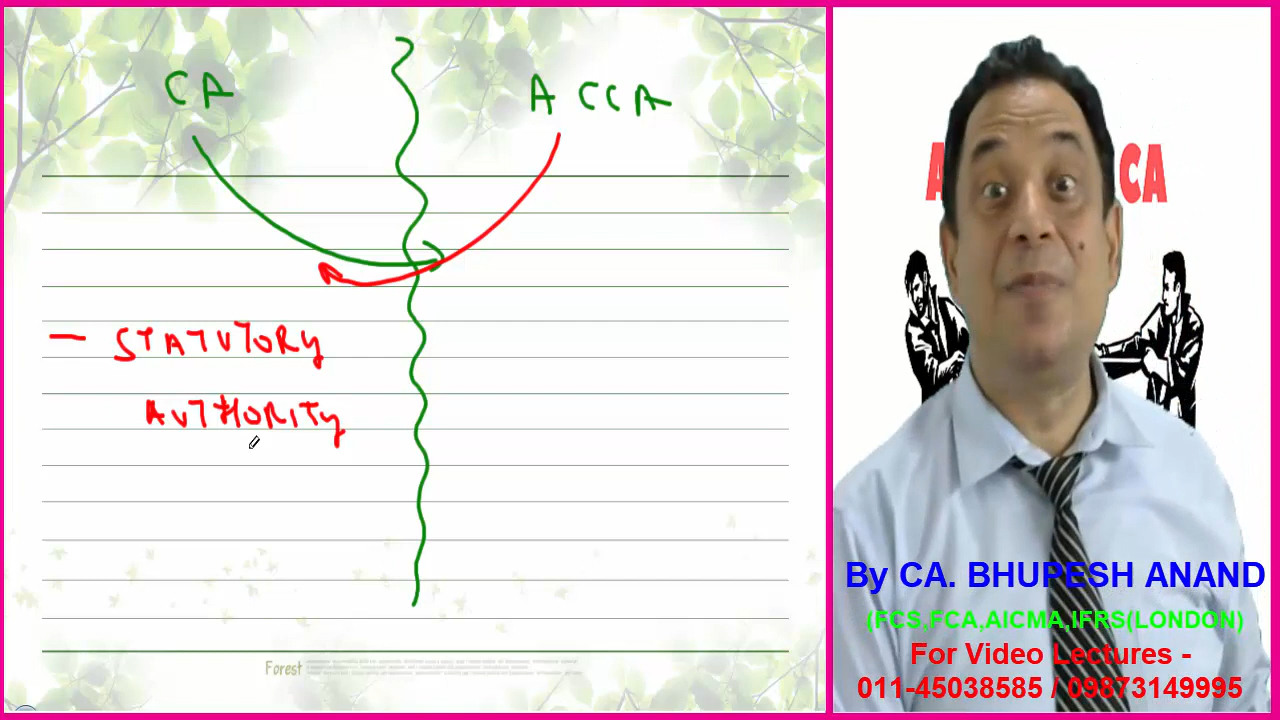 CA
ACCA
- STATUTORY
AUTHORITY
Forest
CA
By CA. BHUPESH ANAND
(FCS,FCA,AICMA,IFRS(LONDON)
For Video Lectures -
011-45038585 / 09873149995